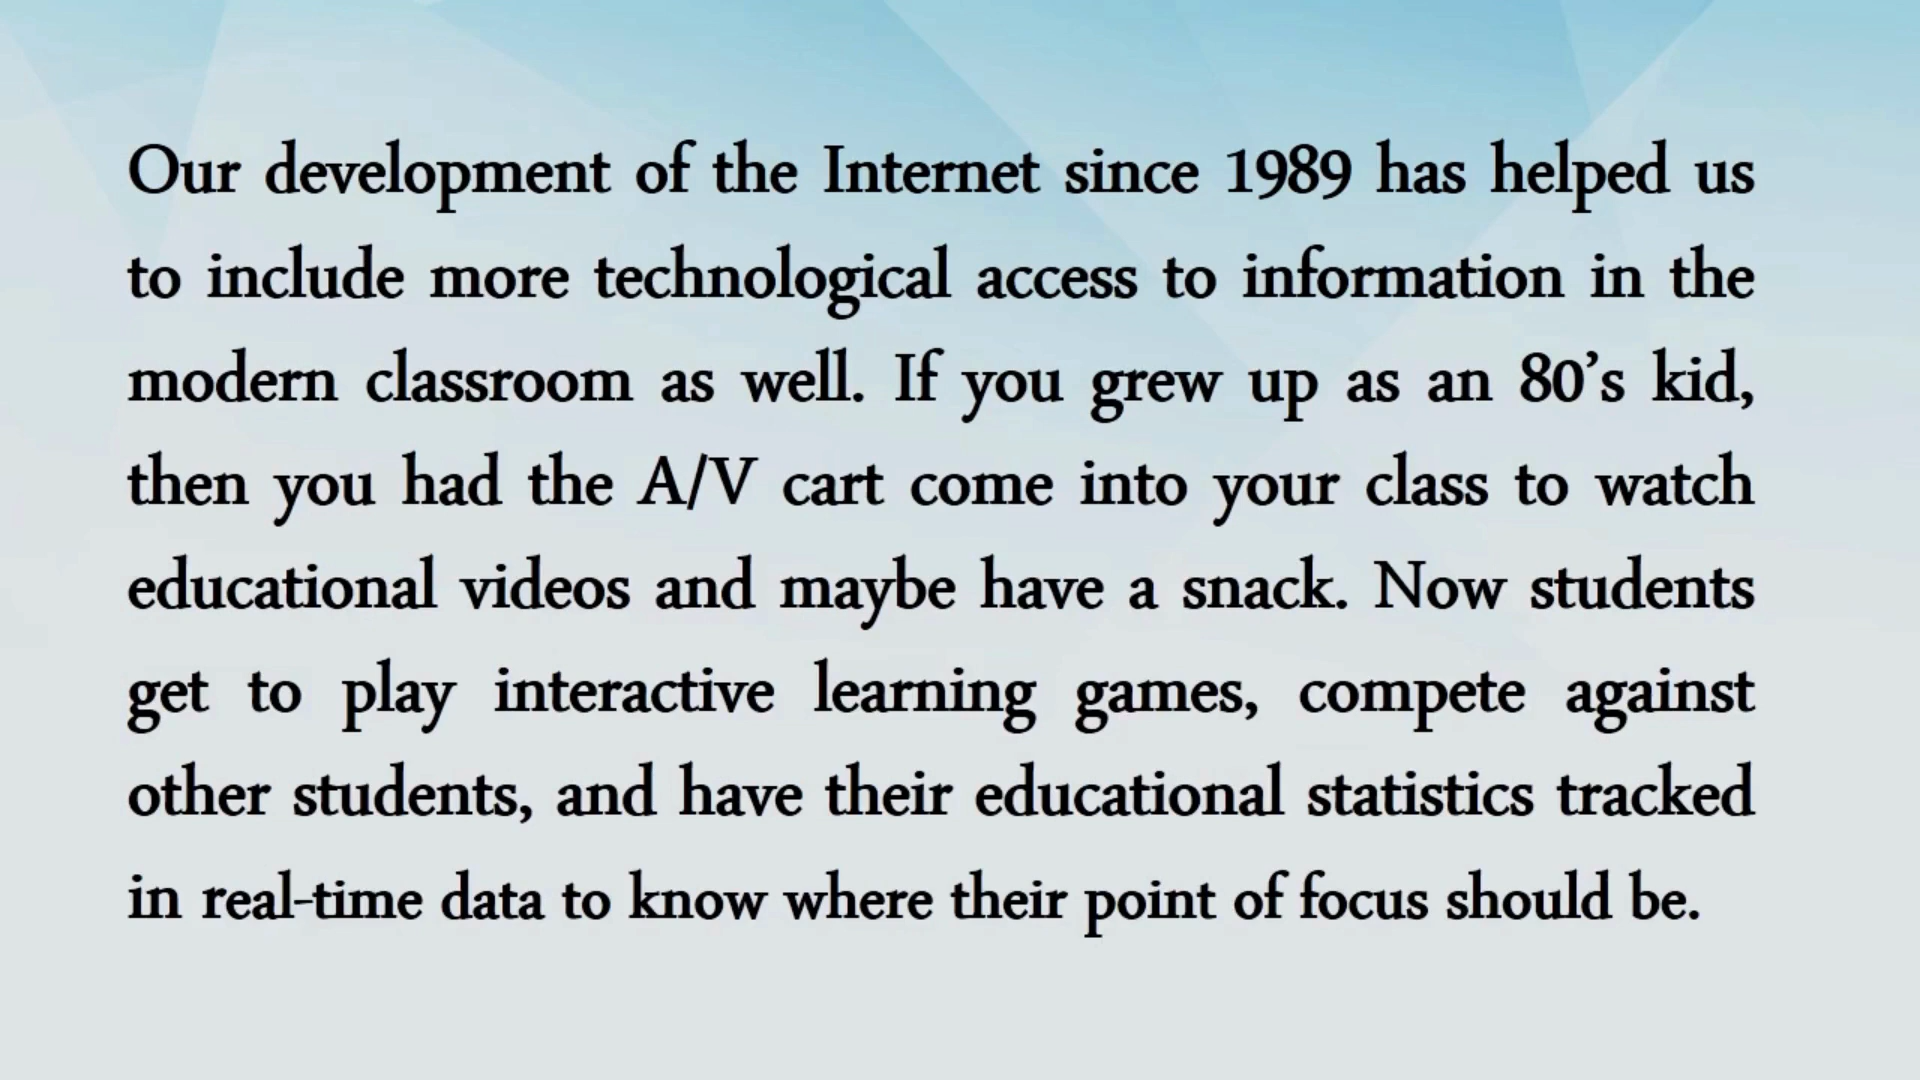 Our development of the Internet since 1989 has helped us
to include more technological access to information in the
modern classroom as well. If you grew up as an 80’s kid,
then you had the A/V cart come into your class to watch
educational videos and maybe have a snack. Now students
get to play interactive learning games, compete against
other students, and have their educational statistics tracked
in real-time data to know where their point of focus should be.